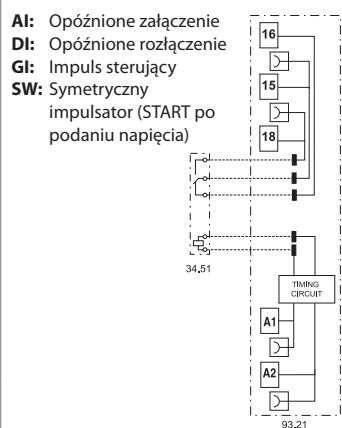 AI: Opóźnione załączenie
DI: Opóźnione rozłączenie
GI: Impuls sterujący
SW: Symetryczny
impulsator (START po
podaniu napięcia)
16
15
18
34.51
TIMING
CIRCUIT
A1
A2
93.21